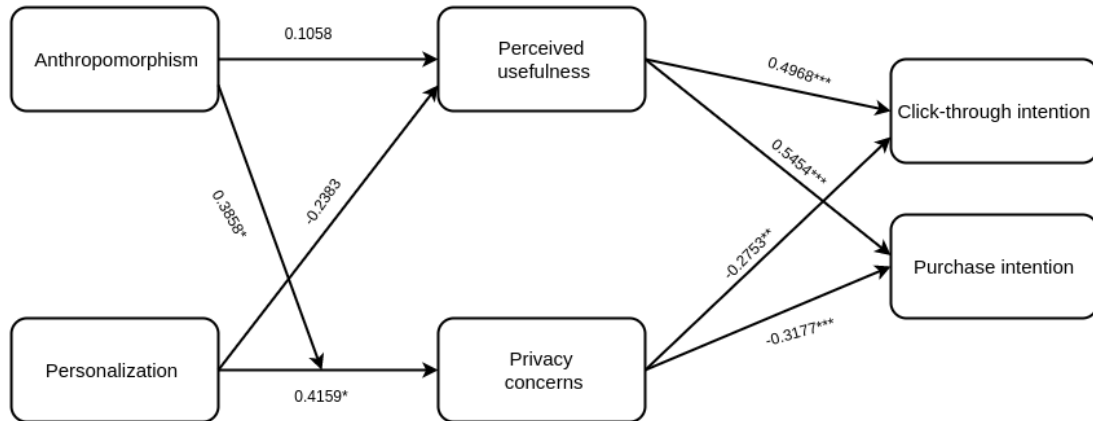 Anthropomorphism
0.1058
Perceived
usefulness
0.4968***
Click-through intention
0.5454***
0.3858*
-0.2383
-0.2753**
Purchase intention
-0.3177***
Personalization
0.4159*
Privacy
concerns